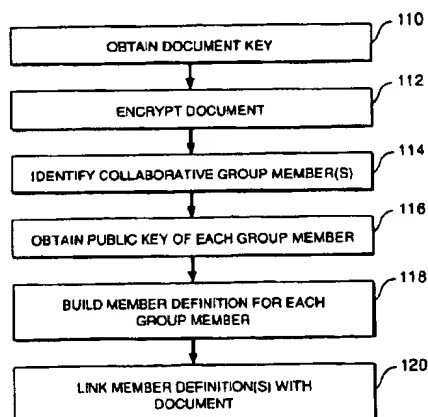 110
OBTAIN DOCUMENT KEY
112
ENCRYPT DOCUMENT
114
IDENTIFY COLLABORATIVE GROUP MEMBER(S)
116
OBTAIN PUBLIC KEY OF EACH GROUP MEMBER
118
BUILD MEMBER DEFINITION FOR EACH
GROUP MEMBER
120
LINK MEMBER DEFINITION(S) WITH
DOCUMENT